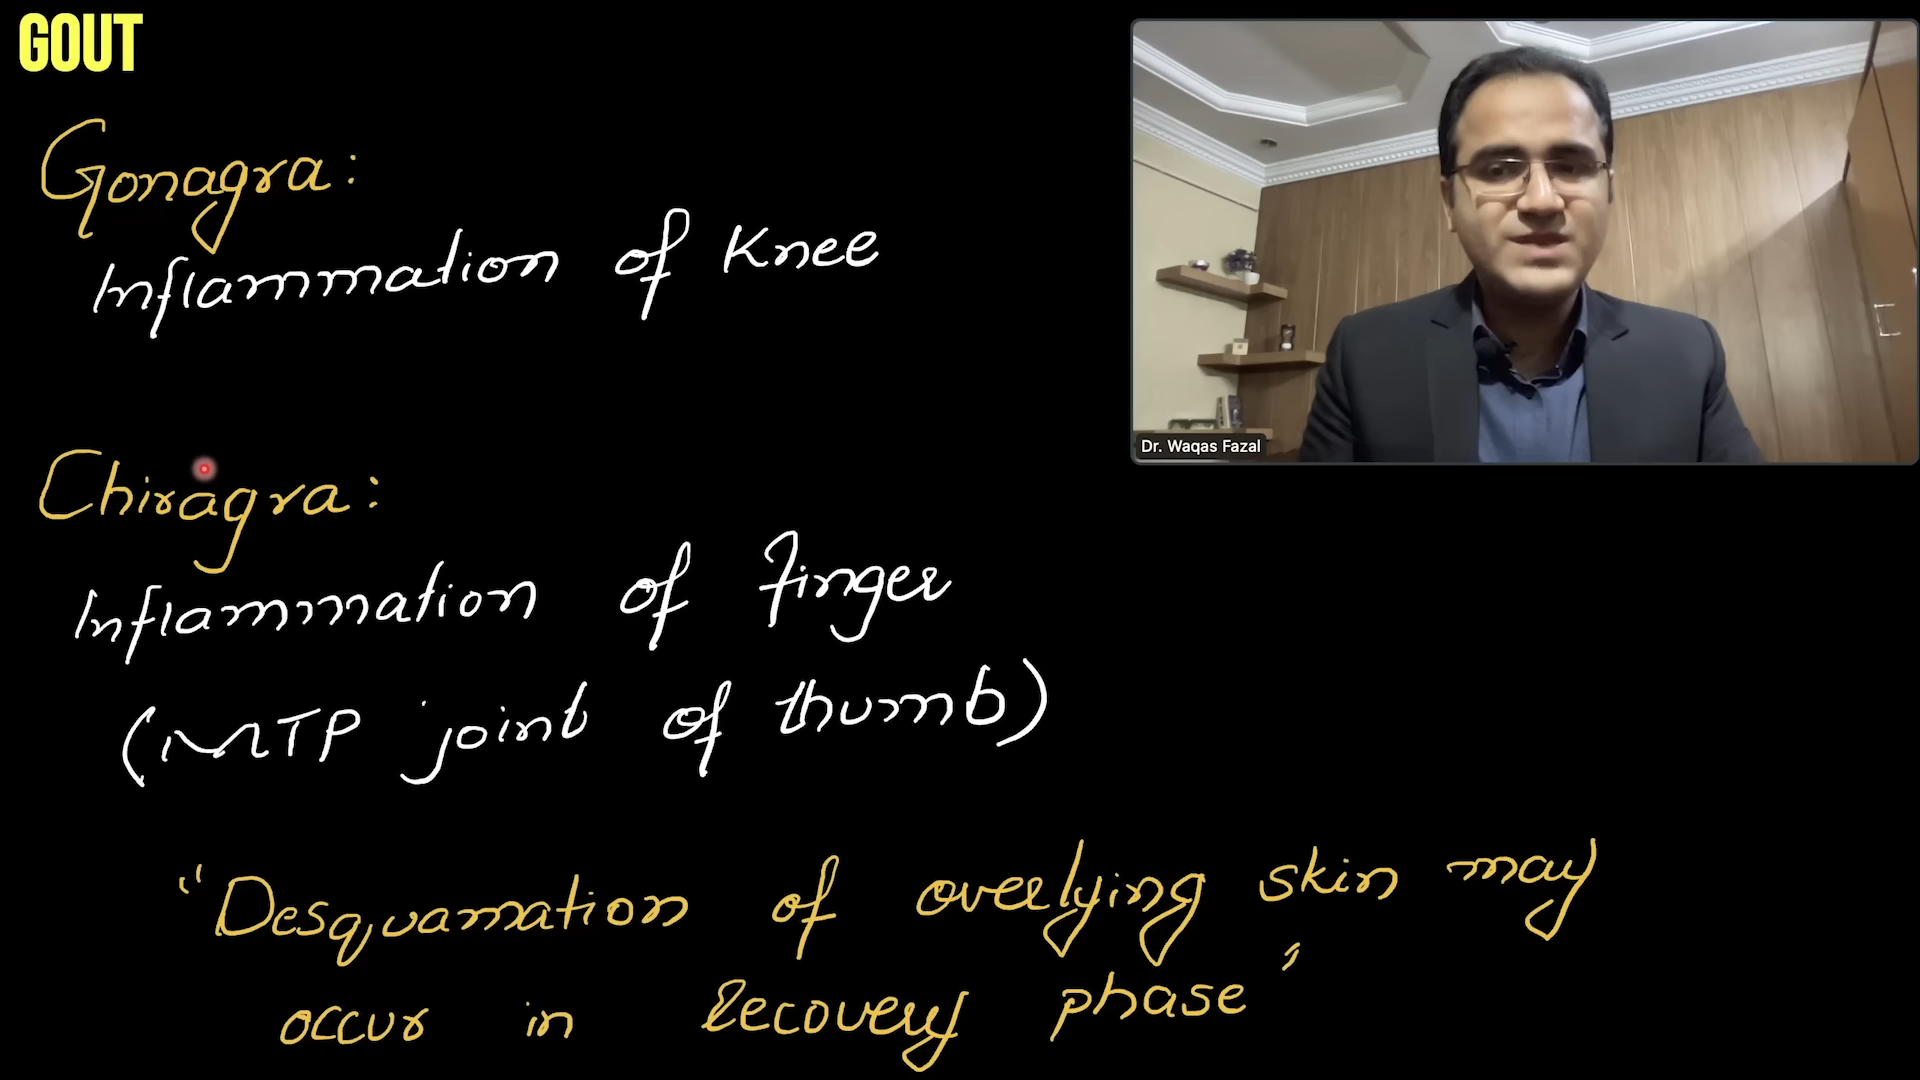 GOUT
Gonagra:
Inflammation of Knee
Chiragra:
Inflammation of Finger
(MTP joint of thumb)
"Desquamation of overlying skin may
occur in recovery phase"
Dr. Waqas Fazal